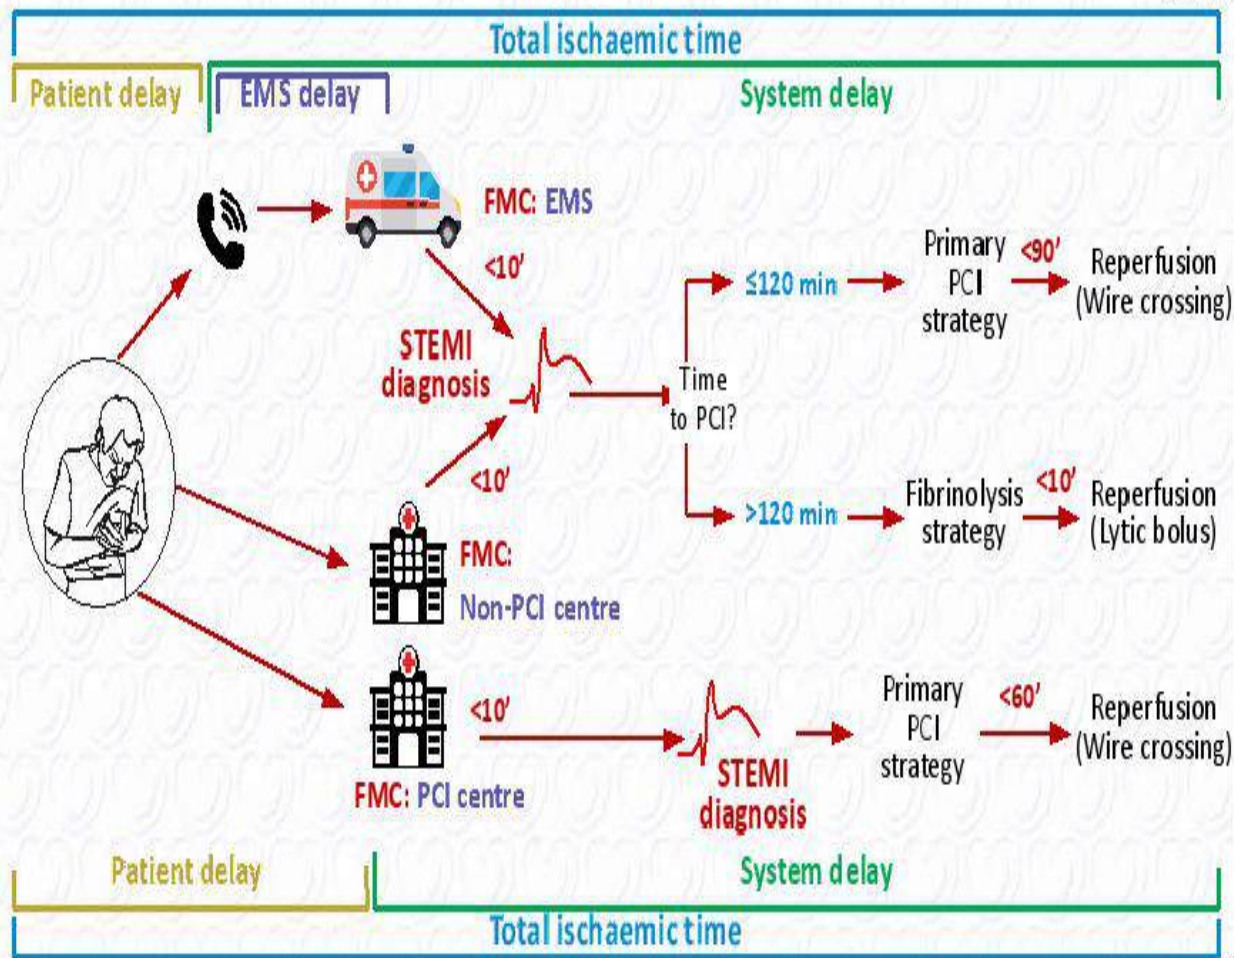 Total ischaemic time
Patient delay
EMS delay
System delay
FMC: EMS
<10'
STEMI
diagnosis
<10'
FMC:
Non-PCI centre
Time
to PCI?
≤120 min
Primary
PCI
strategy
<90'
Reperfusion
(Wire crossing)
>120 min
Fibrinolysis
strategy
<10'
Reperfusion
(Lytic bolus)
FMC: PCI centre
<10'
STEMI
diagnosis
Primary
PCI
strategy
<60'
Reperfusion
(Wire crossing)
Patient delay
System delay
Total ischaemic time